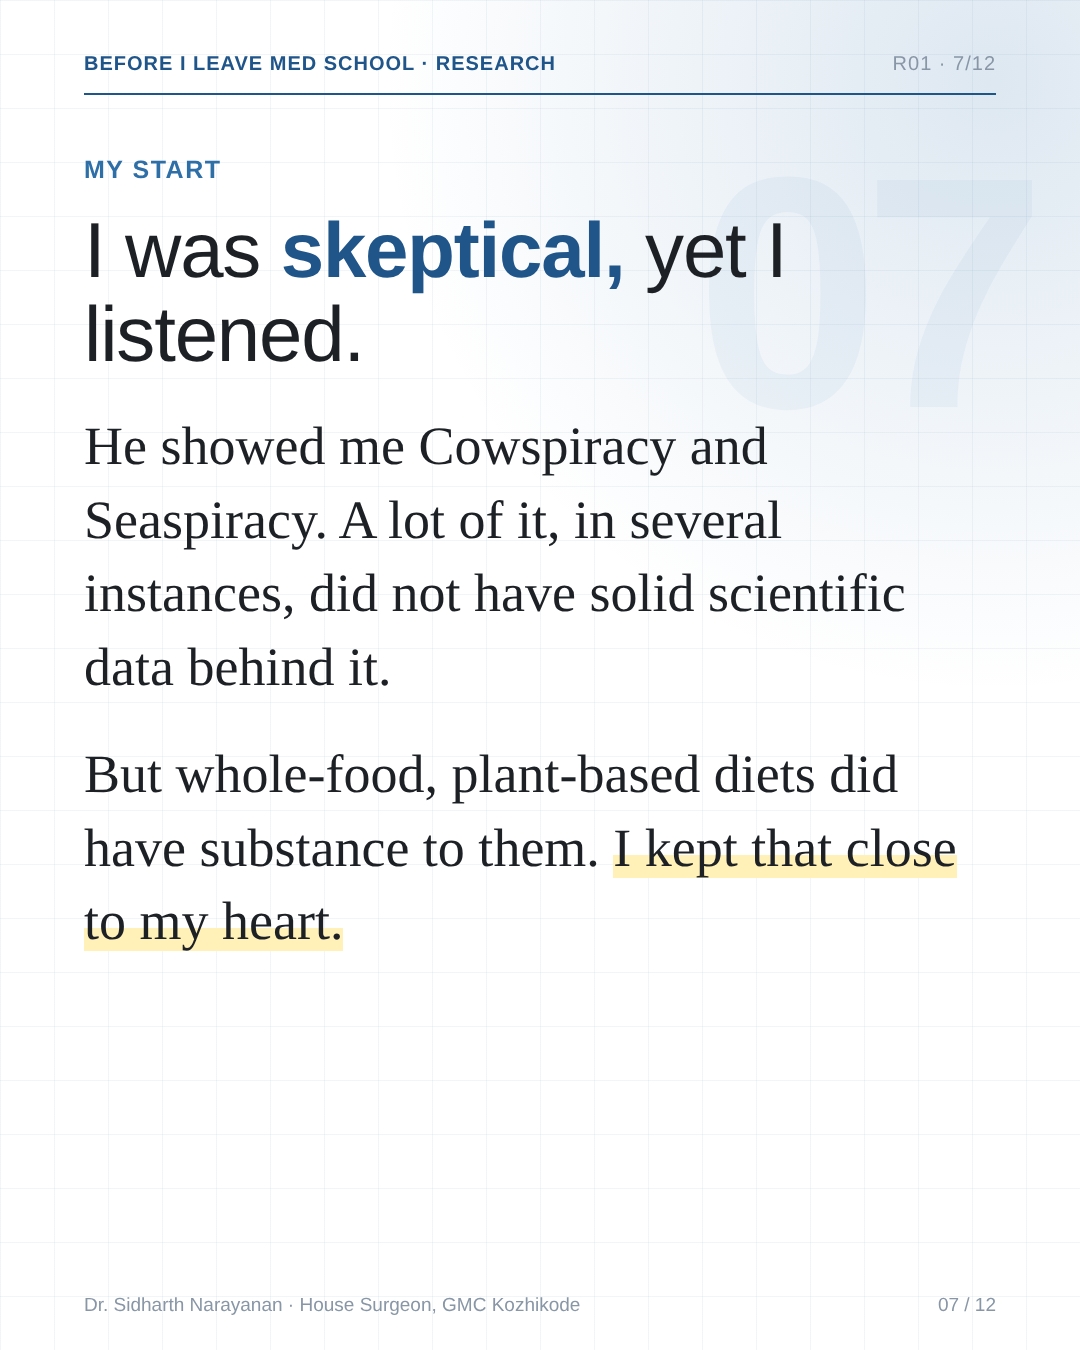 BEFORE I LEAVE MED SCHOOL · RESEARCH
R01 · 7/12
MY START
07
I was skeptical, yet I
listened.
He showed me Cowspiracy and
Seaspiracy. A lot of it, in several
instances, did not have solid scientific
data behind it.
But whole-food, plant-based diets did
have substance to them. I kept that close
to my heart.
Dr. Sidharth Narayanan · House Surgeon, GMC Kozhikode
07 / 12